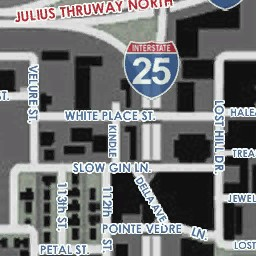 JULIUS THRUWAY NORTH
INTERSTATE
25
VELURE ST.
ST.
WHITE PLACE ST.
KINDLE
LOST HILL DR.
HALE
TREA
SLOW GIN LN.
DELLA AVE
113th ST.
112th ST.
JEWEL
POINTE VEDRE LN.
PETAL ST.
LOST